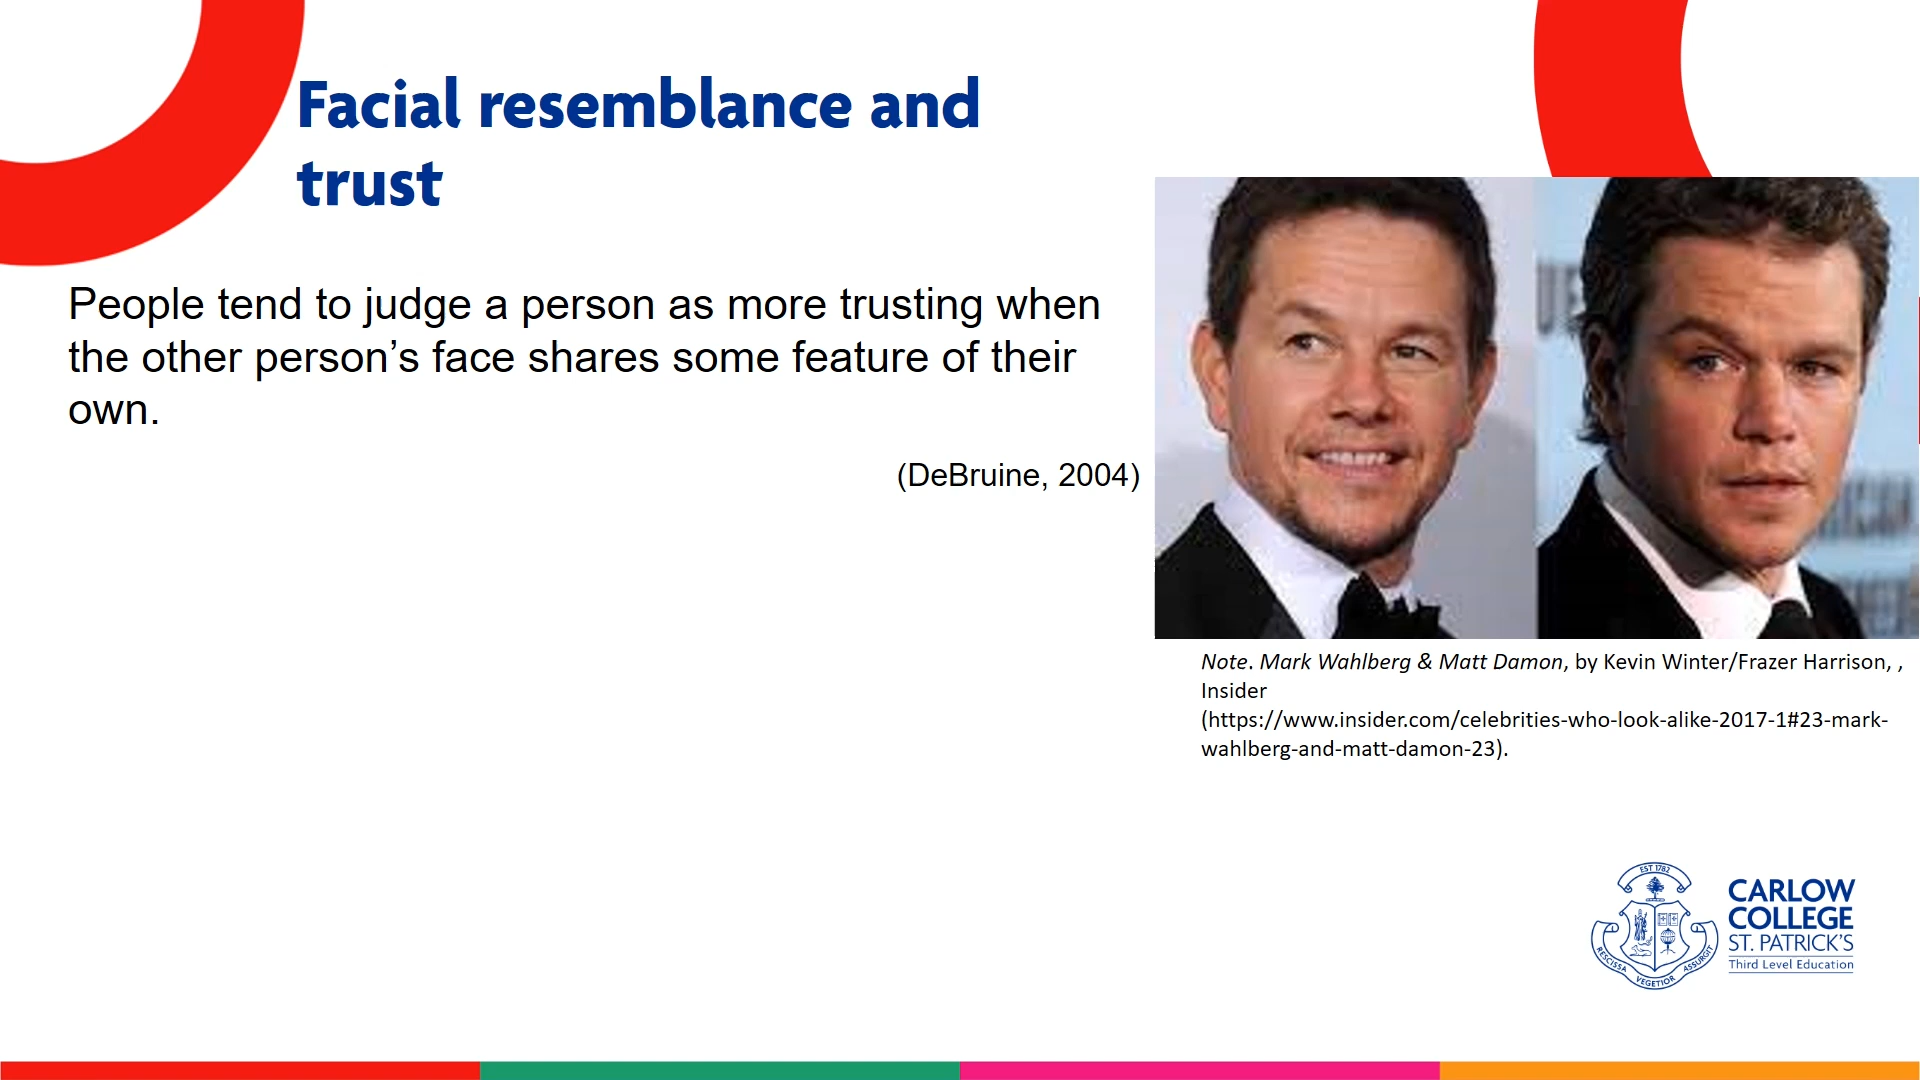 Facial resemblance and
trust
People tend to judge a person as more trusting when
the other person’s face shares some feature of their
own.
(DeBruine, 2004)
Note. Mark Wahlberg & Matt Damon, by Kevin Winter/Frazer Harrison, ,
Insider
(https://www.insider.com/celebrities-who-look-alike-2017-1#23-mark-
wahlberg-and-matt-damon-23).
EST 1782
RESCISSA VEGETIOR ASSURGIT
CARLOW
COLLEGE
ST. PATRICK’S
Third Level Education